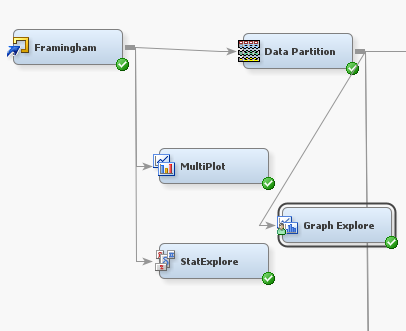 Framingham
Data Partition
MultiPlot
Graph Explore
StatExplore